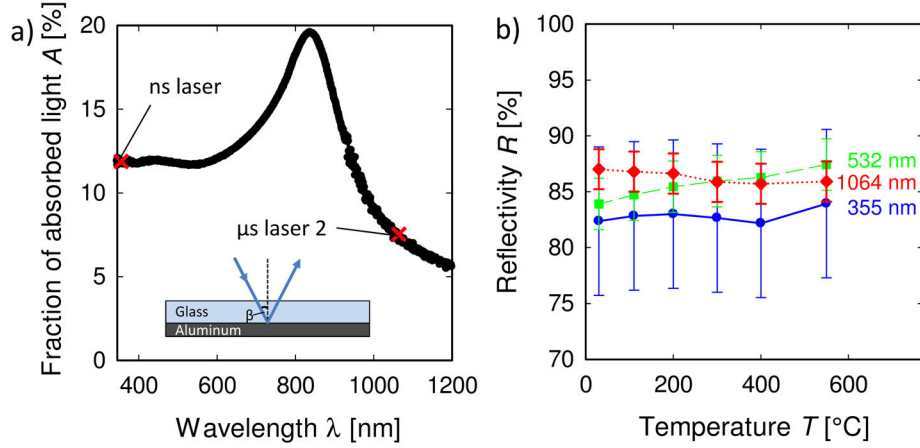 a)
Fraction of absorbed light A [%]
20
15
10
5
0
ns laser
μs laser 2
Glass
β
Aluminum
400 600 800 1000 1200
Wavelength λ [nm]
b)
Reflectivity R [%]
100
95
90
85
80
75
70
532 nm
1064 nm
355 nm
0 200 400 600
Temperature T [°C]